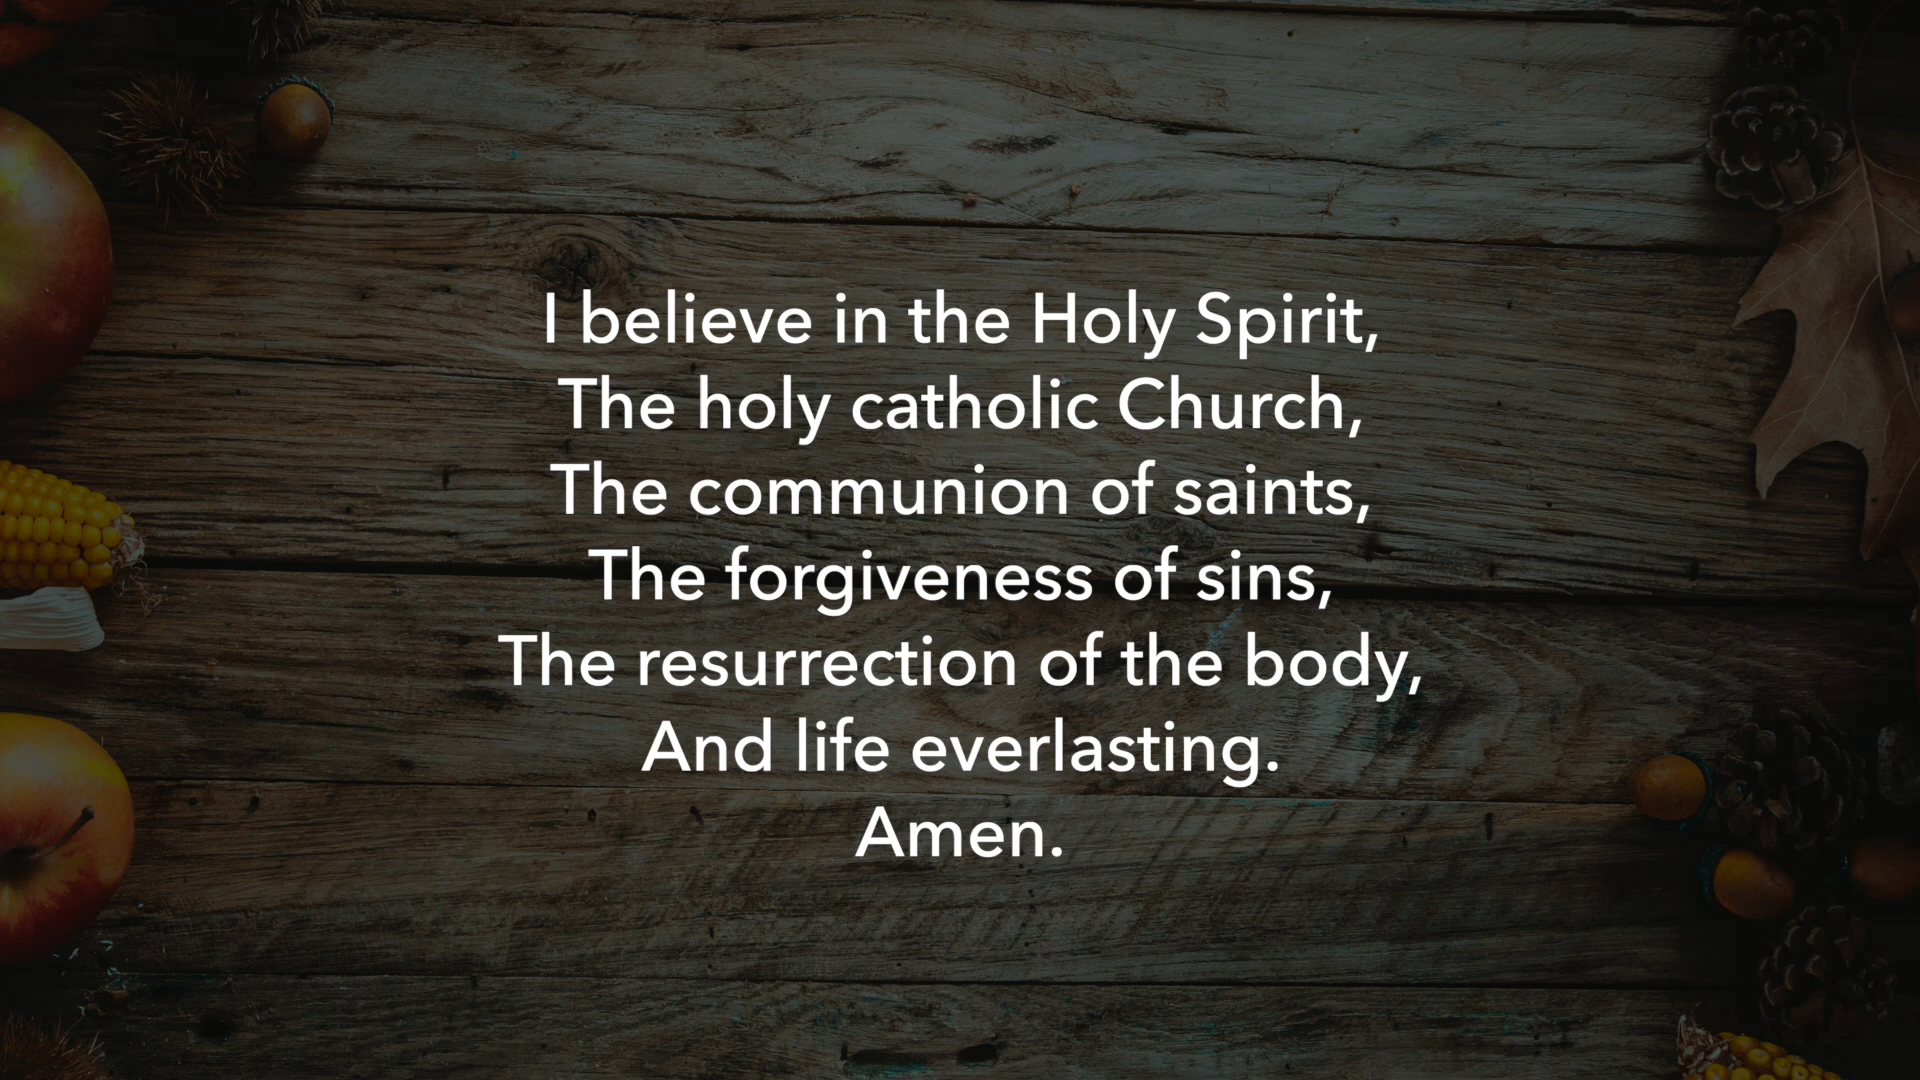 I believe in the Holy Spirit,
The holy catholic Church,
The communion of saints,
The forgiveness of sins,
The resurrection of the body,
And life everlasting.
Amen.